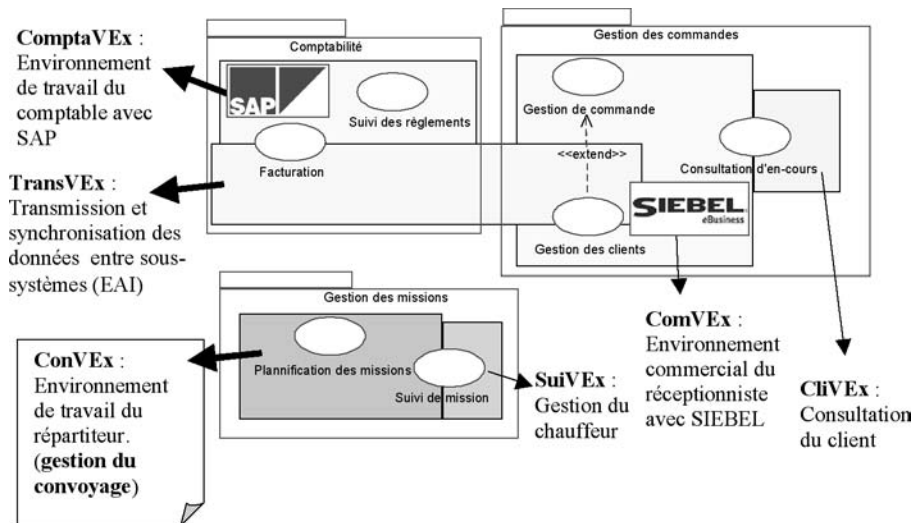 ComptaVEx :
Environnement
de travail du
comptable avec
SAP
Comptabilité
SAP
Suivi des règlements
Facturation
Gestion des commandes
Gestion de commande
<<extend>>
Consultation d'en-cours
SIEBEL
eBusiness
Gestion des clients
TransVEx :
Transmission et
synchronisation des
données entre sous-
systèmes (EAI)
Gestion des missions
Plannification des missions
Suivi de mission
ConVEx :
Environnement
de travail du
répartiteur.
(gestion du
convoyage)
SuiVEx :
Gestion du
chauffeur
ComVEx :
Environnement
commercial du
réceptionniste
avec SIEBEL
CliVEx :
Consultation
du client